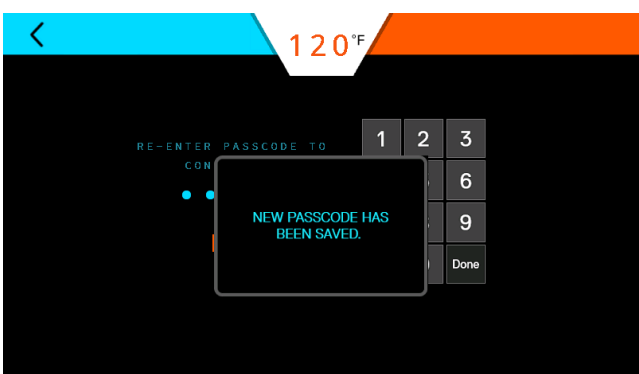 120°F
RE-ENTER PASSCODE TO
CON
1 2 3
6
NEW PASSCODE HAS
BEEN SAVED.
9
Done